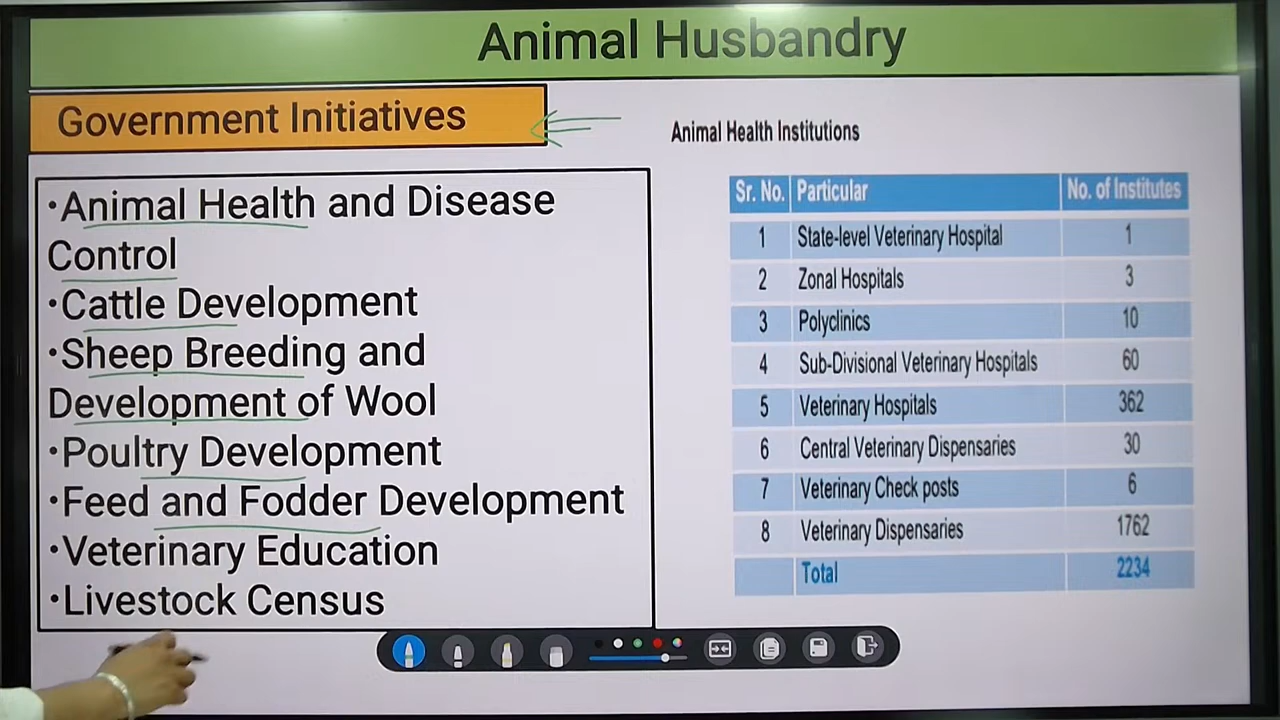 Animal Husbandry
Government Initiatives
•Animal Health and Disease
Control
•Cattle Development
•Sheep Breeding and
Development of Wool
•Poultry Development
•Feed and Fodder Development
•Veterinary Education
•Livestock Census
Animal Health Institutions
Sr. No. Particular No. of Institutes
1 State-level Veterinary Hospital 1
2 Zonal Hospitals 3
3 Polyclinics 10
4 Sub-Divisional Veterinary Hospitals 60
5 Veterinary Hospitals 362
6 Central Veterinary Dispensaries 30
7 Veterinary Check posts 6
8 Veterinary Dispensaries 1762
Total 2234